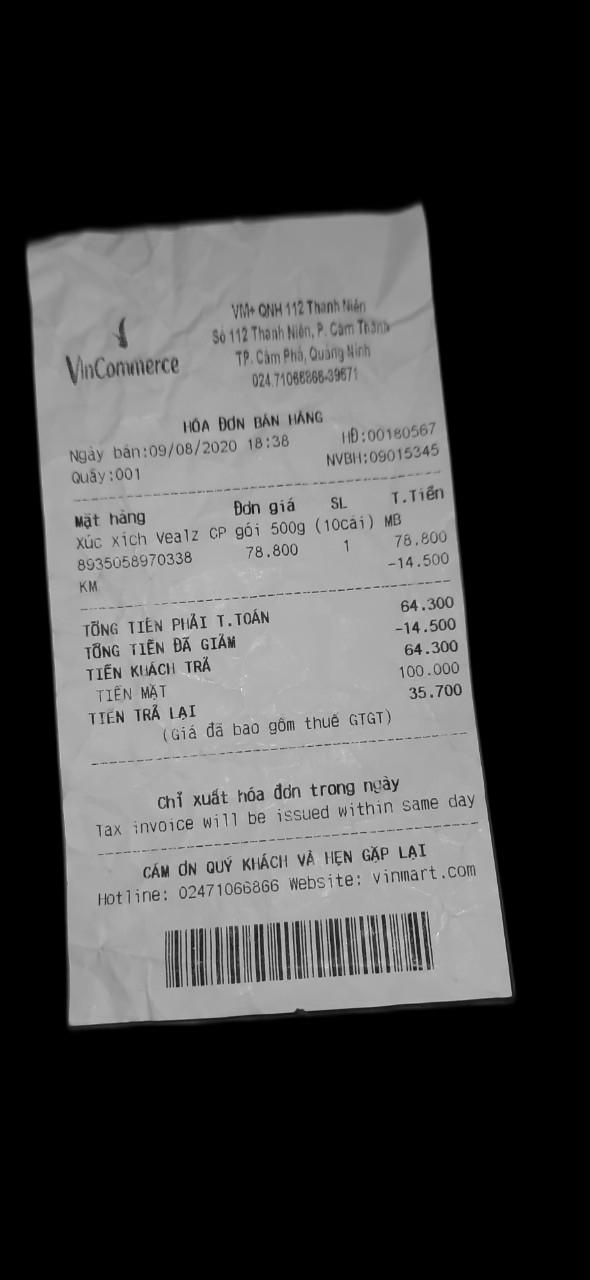 VinCommerce
VM+ QNH 112 Thanh Niên
Số 112 Thanh Niên, P. Cẩm Thành
TP. Cẩm Phả, Quảng Ninh
024.71066866-39671
HÓA ĐƠN BÁN HÀNG
Ngày bán:09/08/2020 18:38 HĐ:00180567
Quầy:001 NVBH:09015345
Mặt hàng Đơn giá SL T.Tiền
Xúc xích Vealz CP gói 500g (10cái) MB
8935058970338 78.800 1 78.800
KM -14.500
TỔNG TIỀN PHẢI T.TOÁN 64.300
TỔNG TIỀN ĐÃ GIẢM -14.500
TIỀN KHÁCH TRẢ 64.300
TIỀN MẶT 100.000
TIỀN TRẢ LẠI 35.700
(Giá đã bao gồm thuế GTGT)
Chỉ xuất hóa đơn trong ngày
Tax invoice will be issued within same day
CẢM ƠN QUÝ KHÁCH VÀ HẸN GẶP LẠI
Hotline: 02471066866 Website: vinmart.com